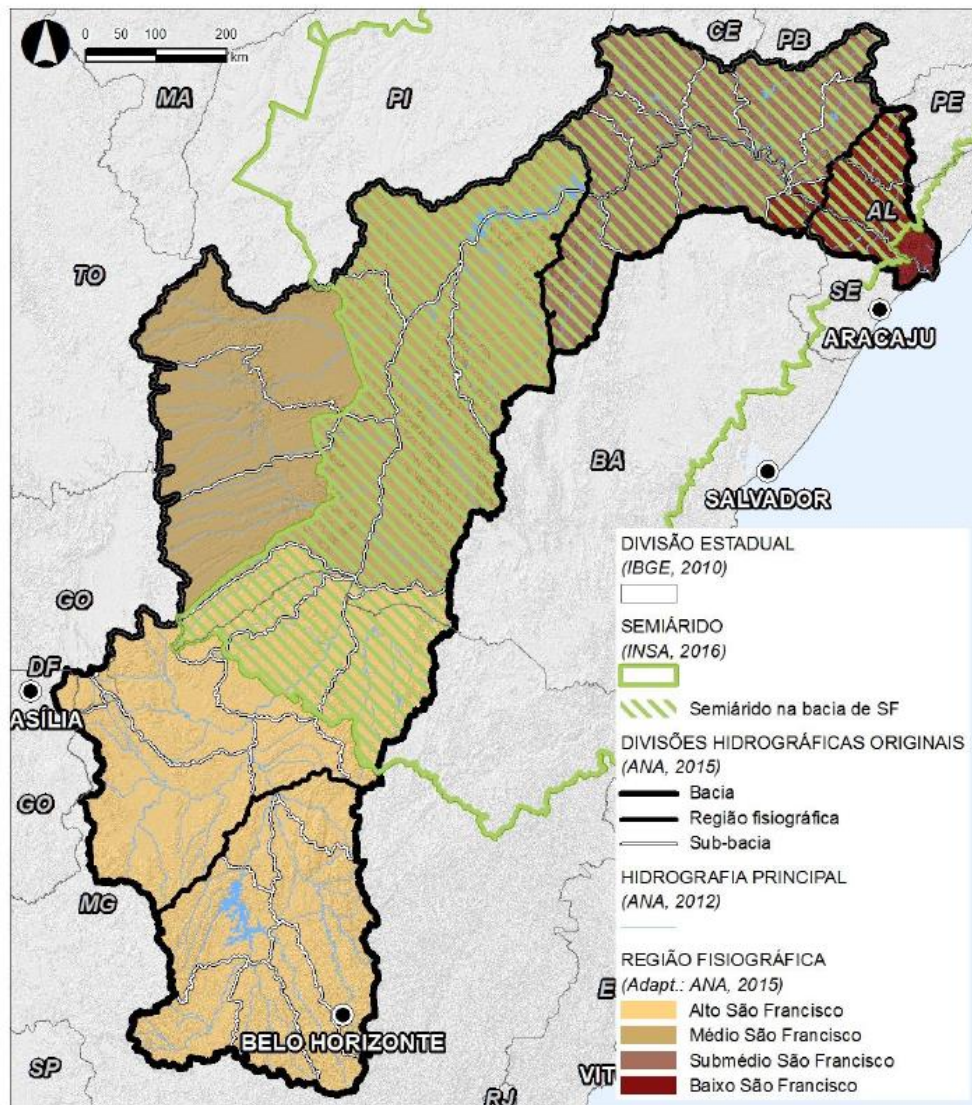 0 50 100 200
km
CE
PB
MA
PI
PE
AL
TO
SE
ARACAJU
BA
SALVADOR
GO
DF
ASÍLIA
GO
MG
BELO HORIZONTE
SP
RJ
E
VIT
DIVISÃO ESTADUAL
(IBGE, 2010)
SEMIÁRIDO
(INSA, 2016)
Semiárido na bacia de SF
DIVISÕES HIDROGRÁFICAS ORIGINAIS
(ANA, 2015)
Bacia
Região fisiográfica
Sub-bacia
HIDROGRAFIA PRINCIPAL
(ANA, 2012)
REGIÃO FISIOGRÁFICA
(Adapt.: ANA, 2015)
Alto São Francisco
Médio São Francisco
Submédio São Francisco
Baixo São Francisco